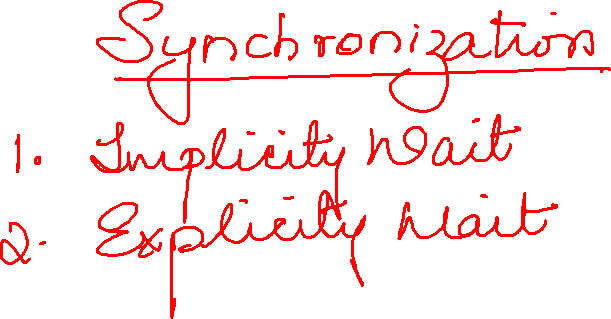 Synchronization
1. Implicity Wait
2. Explicity Wait